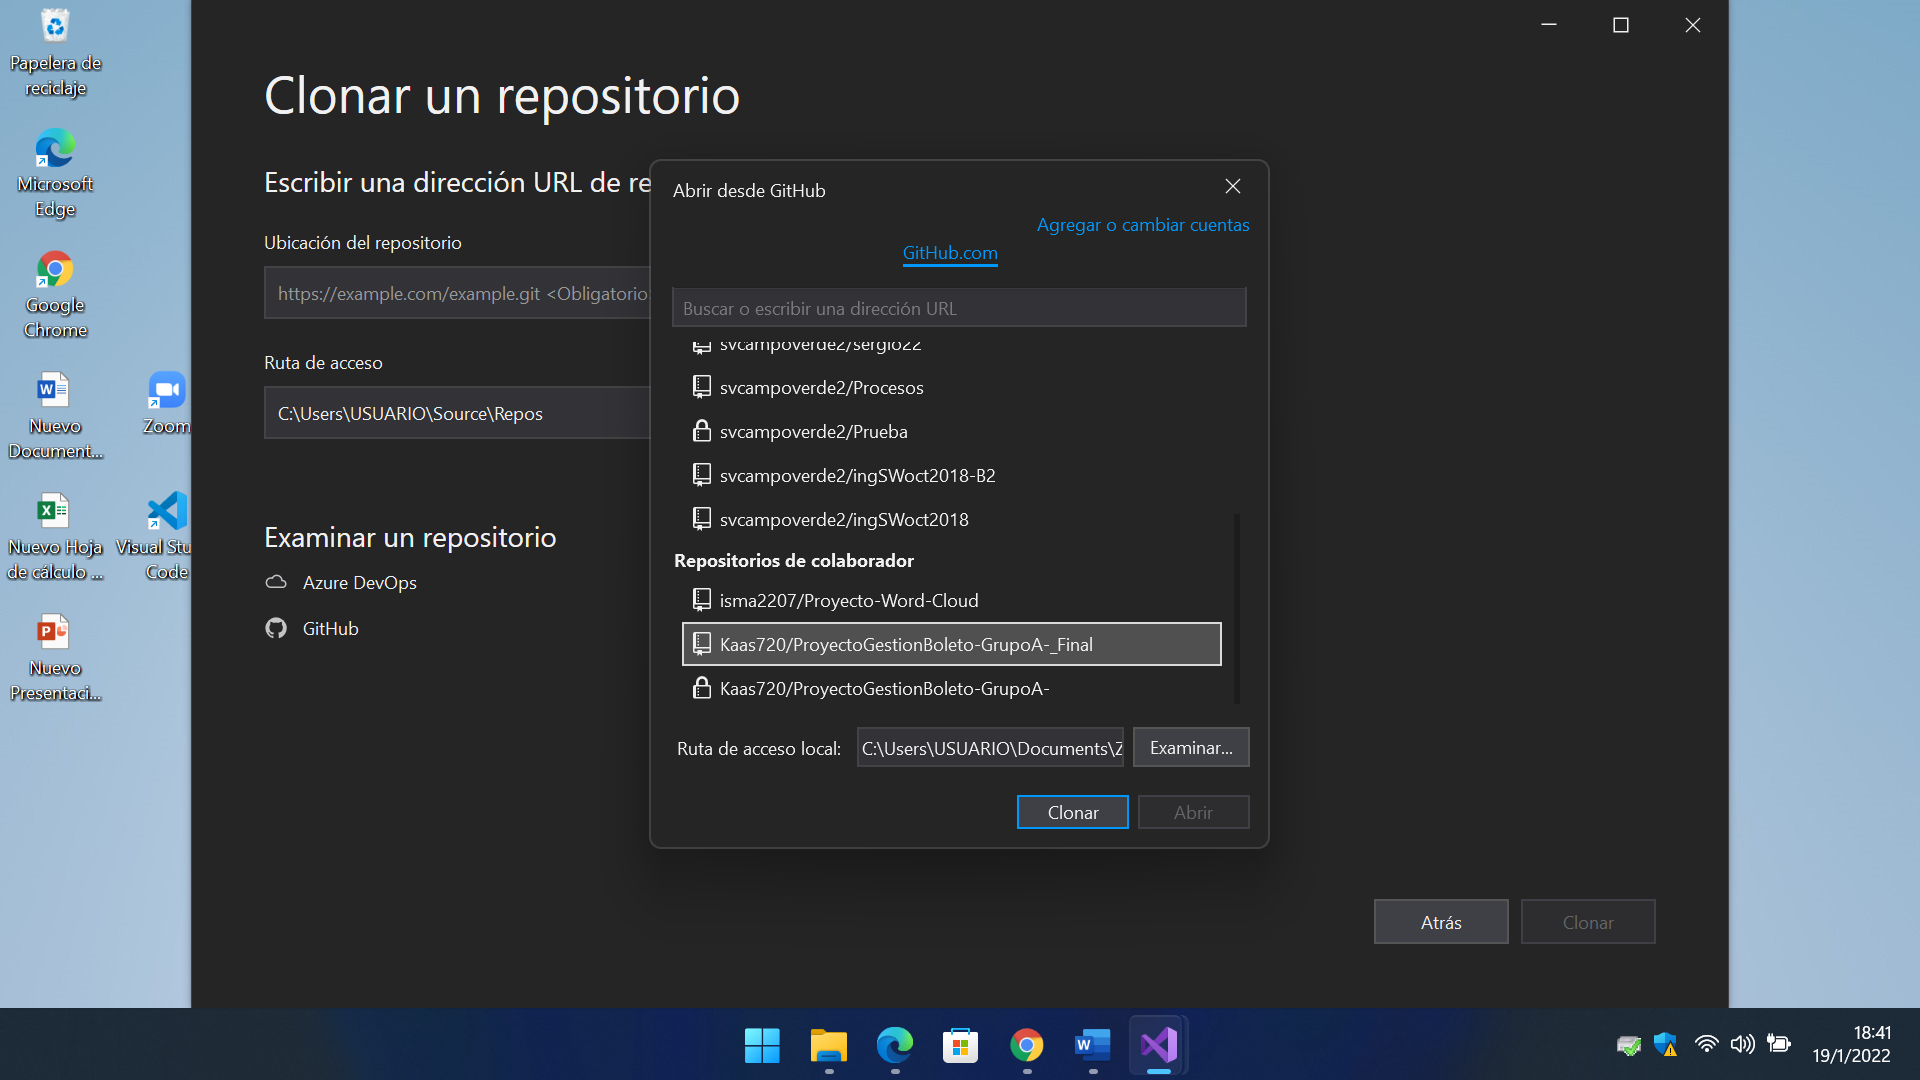 Papelera de
reciclaje
Microsoft
Edge
Google
Chrome
Nuevo
Document...
Zoom
Nuevo Hoja
de cálculo ...
Visual Stu
Code
Nuevo
Presentaci...
Clonar un repositorio
Escribir una dirección URL de re
Ubicación del repositorio
https://example.com/example.git <Obligatorio>
Ruta de acceso
C:\Users\USUARIO\Source\Repos
Examinar un repositorio
Azure DevOps
GitHub
Abrir desde GitHub
Agregar o cambiar cuentas
GitHub.com
Buscar o escribir una dirección URL
svcampoverde2/sergio22
svcampoverde2/Procesos
svcampoverde2/Prueba
svcampoverde2/ingSWoct2018-B2
svcampoverde2/ingSWoct2018
Repositorios de colaborador
isma2207/Proyecto-Word-Cloud
Kaas720/ProyectoGestionBoleto-GrupoA-_Final
Kaas720/ProyectoGestionBoleto-GrupoA-
Ruta de acceso local: C:\Users\USUARIO\Documents\Z Examinar...
Clonar Abrir
Atrás Clonar
18:41
19/1/2022